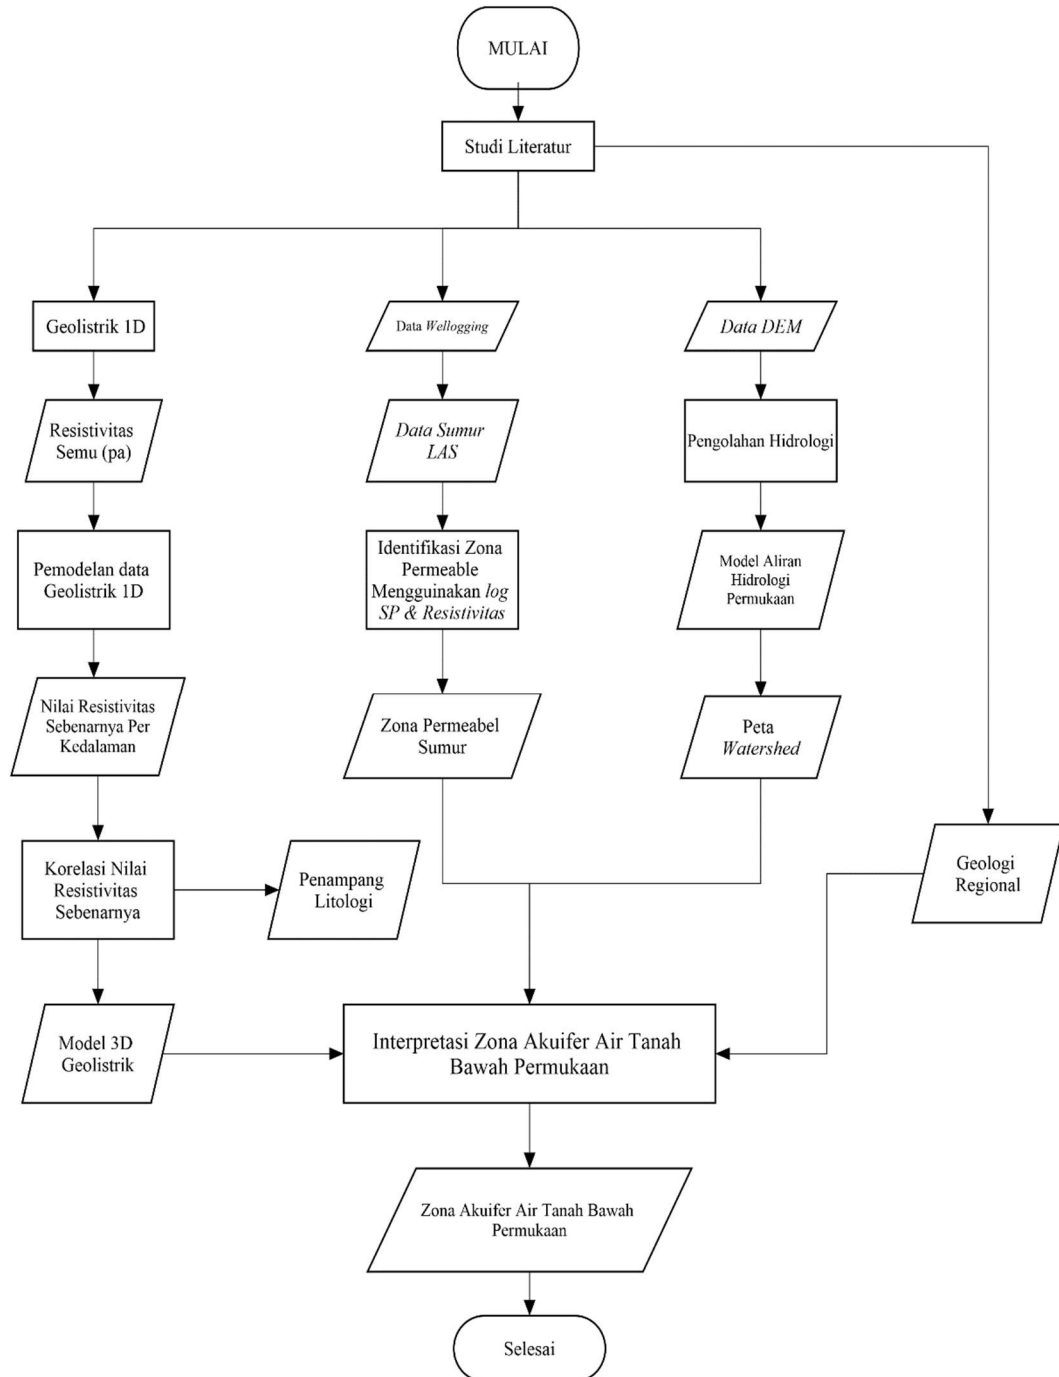 MULAI
Studi Literatur
Geolistrik 1D
Resistivitas
Semu (pa)
Pemodelan data
Geolistrik 1D
Nilai Resistivitas
Sebenarnya Per
Kedalaman
Korelasi Nilai
Resistivitas
Sebenarnya
Penampang
Litologi
Model 3D
Geolistrik
Data Wellogging
Data Sumur
LAS
Identifikasi Zona
Permeable
Mengguinakan log
SP & Resistivitas
Zona Permeabel
Sumur
Data DEM
Pengolahan Hidrologi
Model Aliran
Hidrologi
Permukaan
Peta
Watershed
Geologi
Regional
Interpretasi Zona Akuifer Air Tanah
Bawah Permukaan
Zona Akuifer Air Tanah Bawah
Permukaan
Selesai